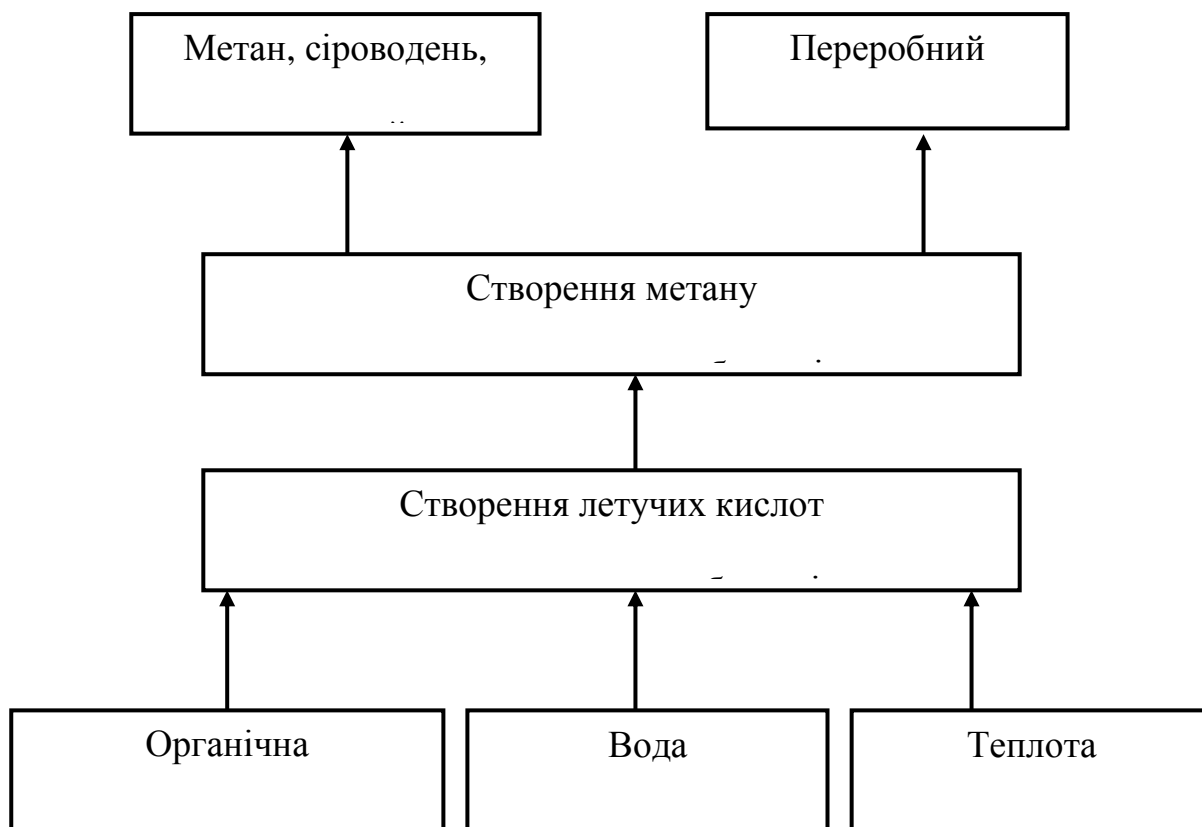 Метан, сіроводень,
Переробний
Створення метану
Створення летучих кислот
Органічна
Вода
Теплота